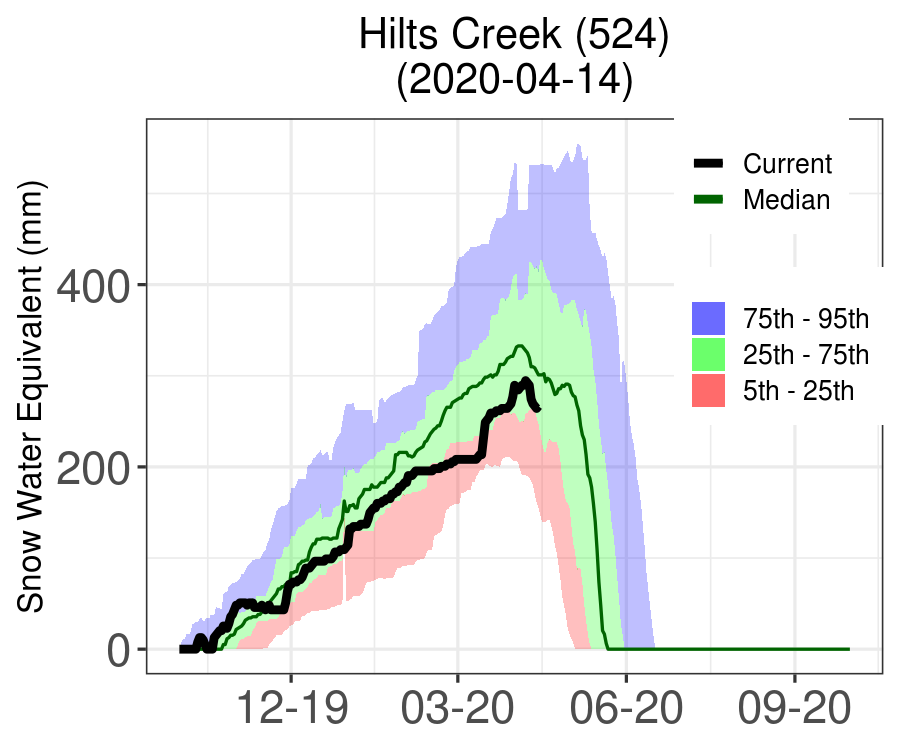 Hilts Creek (524)
(2020-04-14)
Snow Water Equivalent (mm)
400
200
0
12-19
03-20
06-20
09-20
Current
Median
75th - 95th
25th - 75th
5th - 25th